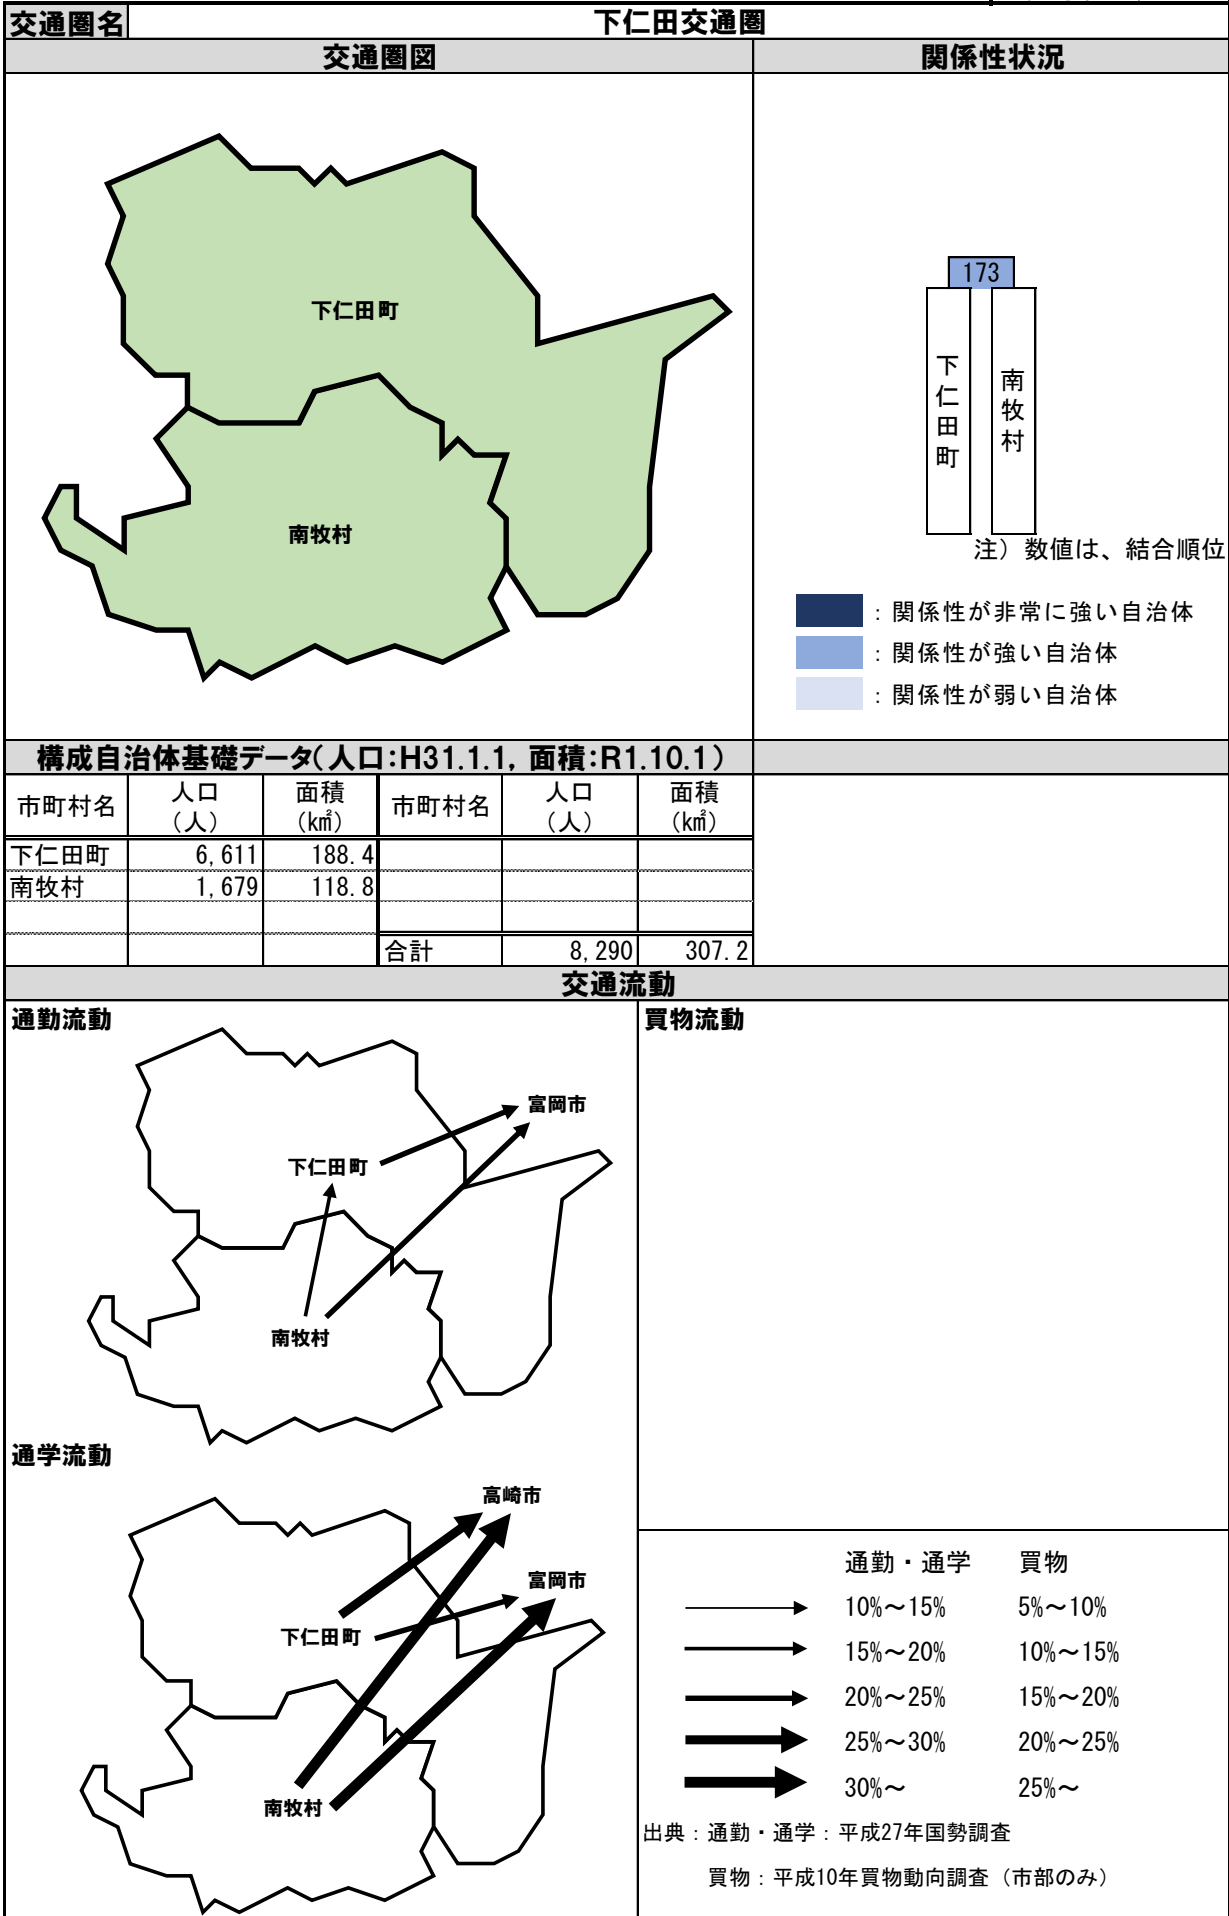 交通圏名 下仁田交通圏
交通圏図 関係性状況
下仁田町
南牧村
173
下仁田町
南牧村
注）数値は、結合順位
：関係性が非常に強い自治体
：関係性が強い自治体
：関係性が弱い自治体
構成自治体基礎データ(人口:H31.1.1, 面積:R1.10.1)
市町村名 人口（人） 面積（㎢） 市町村名 人口（人） 面積（㎢）
下仁田町 6,611 188.4
南牧村 1,679 118.8
合計 8,290 307.2
交通流動
通勤流動
富岡市
下仁田町
南牧村
買物流動
通学流動
高崎市
富岡市
下仁田町
南牧村
通勤・通学 買物
10%～15% 5%～10%
15%～20% 10%～15%
20%～25% 15%～20%
25%～30% 20%～25%
30%～ 25%～
出典：通勤・通学：平成27年国勢調査
買物：平成10年買物動向調査（市部のみ）